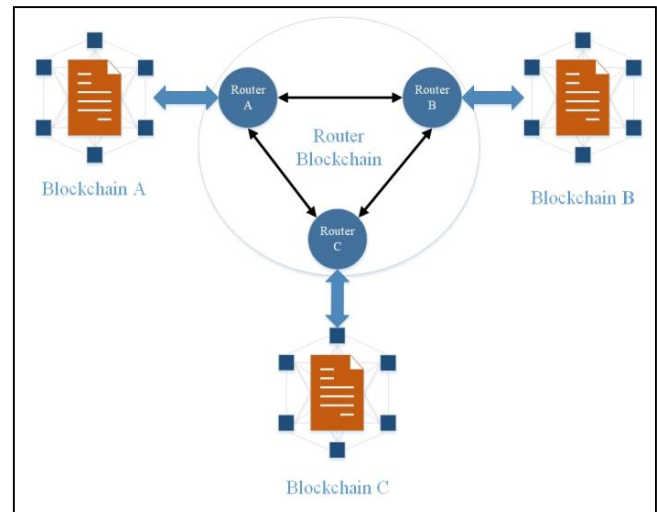 Router
A
Router
B
Router
Blockchain
Blockchain A
Blockchain B
Router
C
Blockchain C